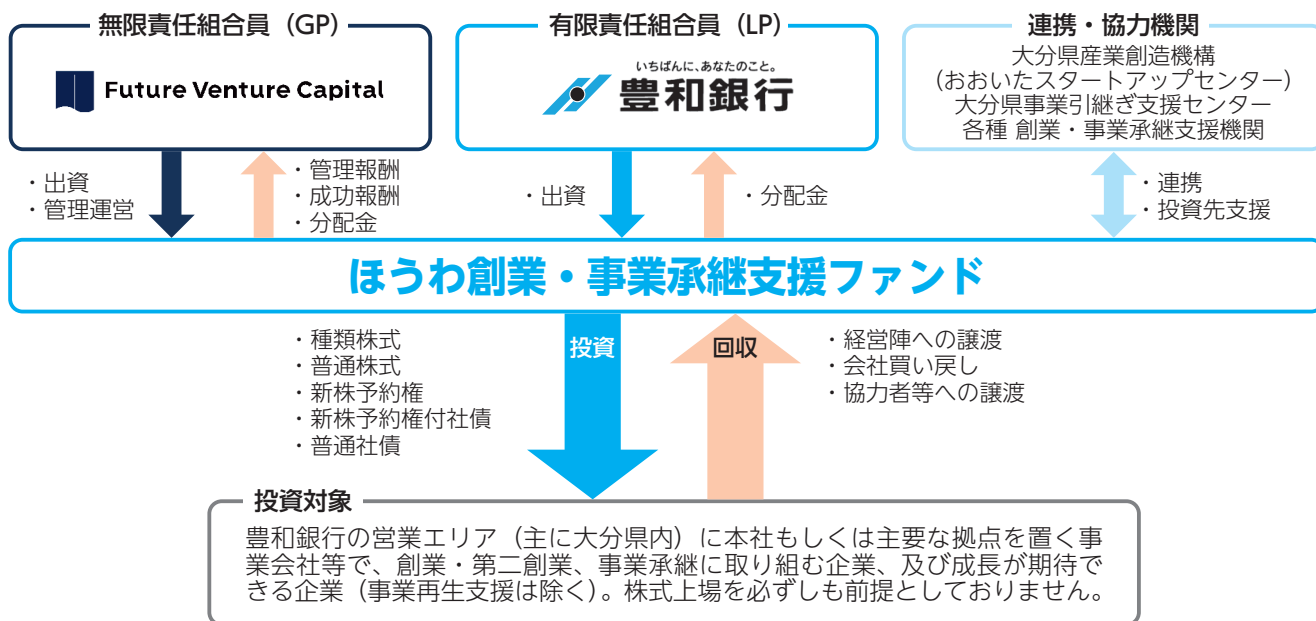 無限責任組合員（GP）
Future Venture Capital
有限責任組合員（LP）
いちばんに、あなたのこと。
豊和銀行
連携・協力機関
大分県産業創造機構
（おおいたスタートアップセンター）
大分県事業引継ぎ支援センター
各種 創業・事業承継支援機関
・出資
・管理運営
・管理報酬
・成功報酬
・分配金
・出資
・分配金
・連携
・投資先支援
ほうわ創業・事業承継支援ファンド
・種類株式
・普通株式
・新株予約権
・新株予約権付社債
・普通社債
投資
回収
・経営陣への譲渡
・会社買い戻し
・協力者等への譲渡
投資対象
豊和銀行の営業エリア（主に大分県内）に本社もしくは主要な拠点を置く事
業会社等で、創業・第二創業、事業承継に取り組む企業、及び成長が期待で
きる企業（事業再生支援は除く）。株式上場を必ずしも前提としておりません。